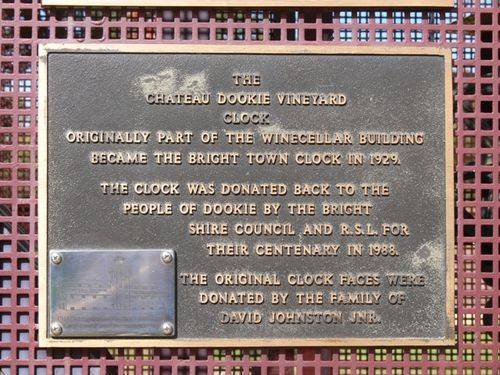 THE
CHATEAU DOOKIE VINEYARD
CLOCK
ORIGINALLY PART OF THE WINECELLAR BUILDING
BECAME THE BRIGHT TOWN CLOCK IN 1929.
THE CLOCK WAS DONATED BACK TO THE
PEOPLE OF DOOKIE BY THE BRIGHT
SHIRE COUNCIL AND R.S.L. FOR
THEIR CENTENARY IN 1988.
THE ORIGINAL CLOCK FACES WERE
DONATED BY THE FAMILY OF
DAVID JOHNSTON JNR.